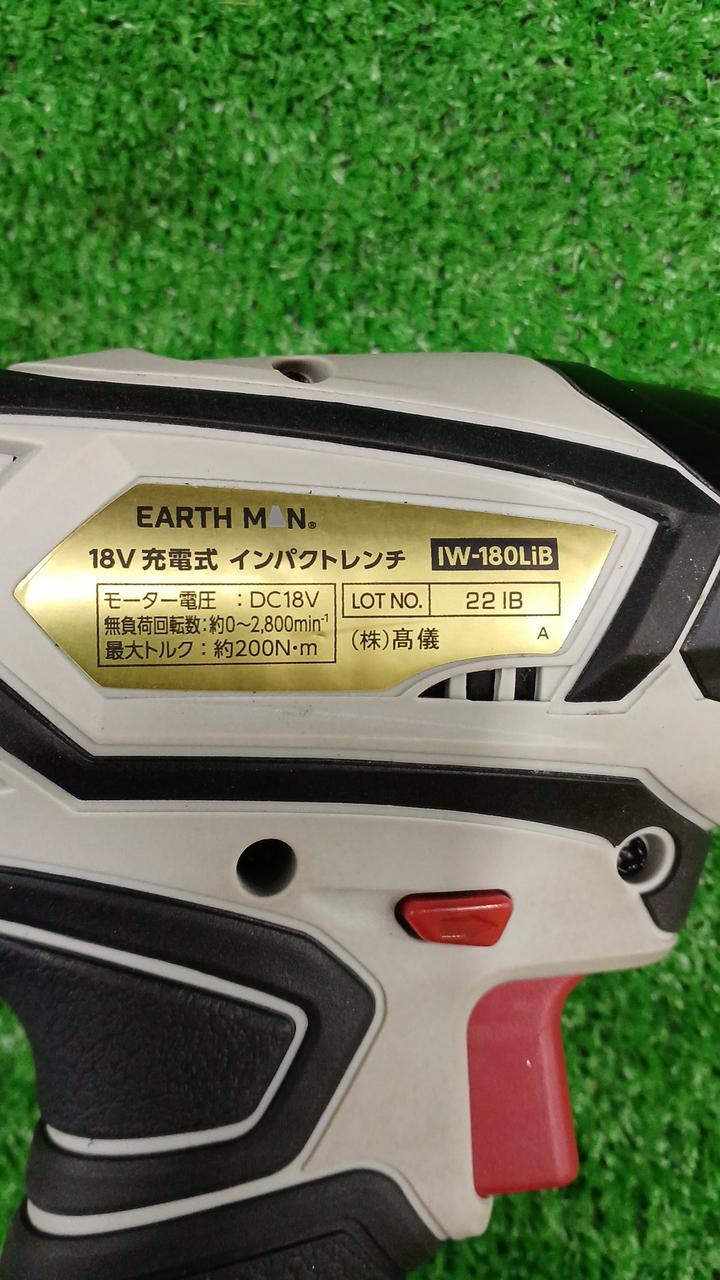 EARTH MAN®
18V 充電式 インパクトレンチ IW-180LiB
モーター電圧 : DC18V
無負荷回転数:約0～2,800min⁻¹
最大トルク : 約200N・m
LOT NO. 22 IB
(株)髙儀 A